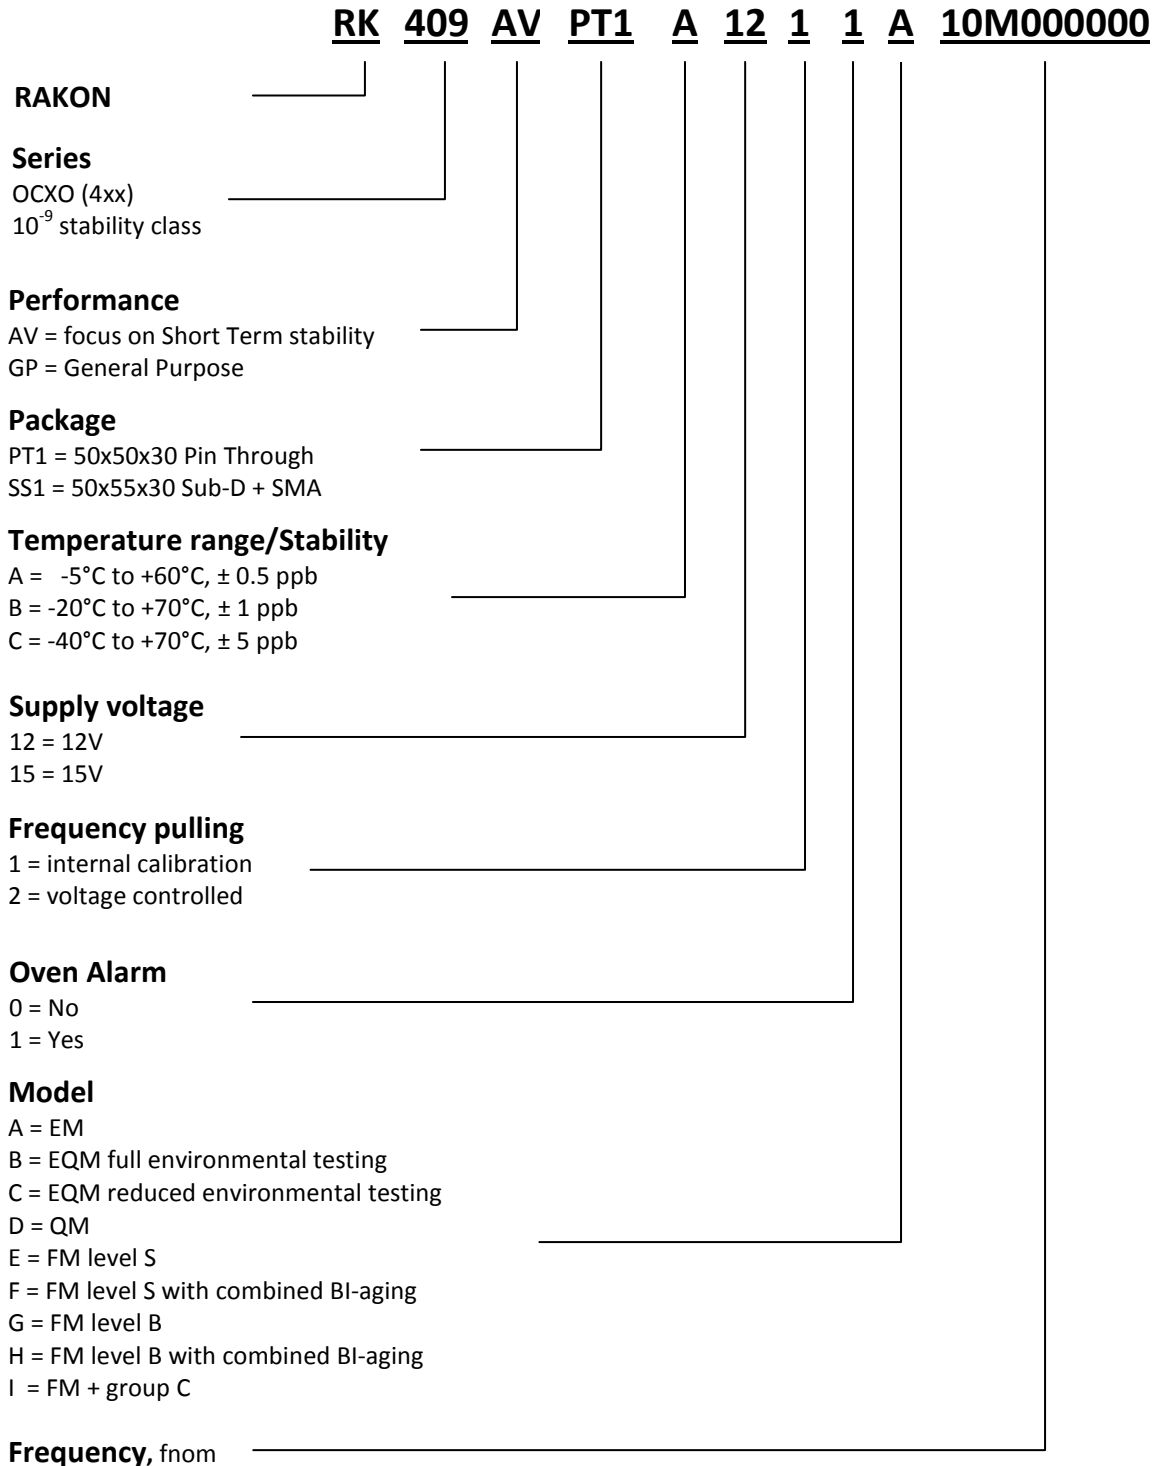 RK 409 AV PT1 A 12 1 1 A 10M000000
RAKON
Series
OCXO (4xx)
10⁻⁹ stability class
Performance
AV = focus on Short Term stability
GP = General Purpose
Package
PT1 = 50x50x30 Pin Through
SS1 = 50x55x30 Sub-D + SMA
Temperature range/Stability
A = -5°C to +60°C, ± 0.5 ppb
B = -20°C to +70°C, ± 1 ppb
C = -40°C to +70°C, ± 5 ppb
Supply voltage
12 = 12V
15 = 15V
Frequency pulling
1 = internal calibration
2 = voltage controlled
Oven Alarm
0 = No
1 = Yes
Model
A = EM
B = EQM full environmental testing
C = EQM reduced environmental testing
D = QM
E = FM level S
F = FM level S with combined BI-aging
G = FM level B
H = FM level B with combined BI-aging
I = FM + group C
Frequency, fnom